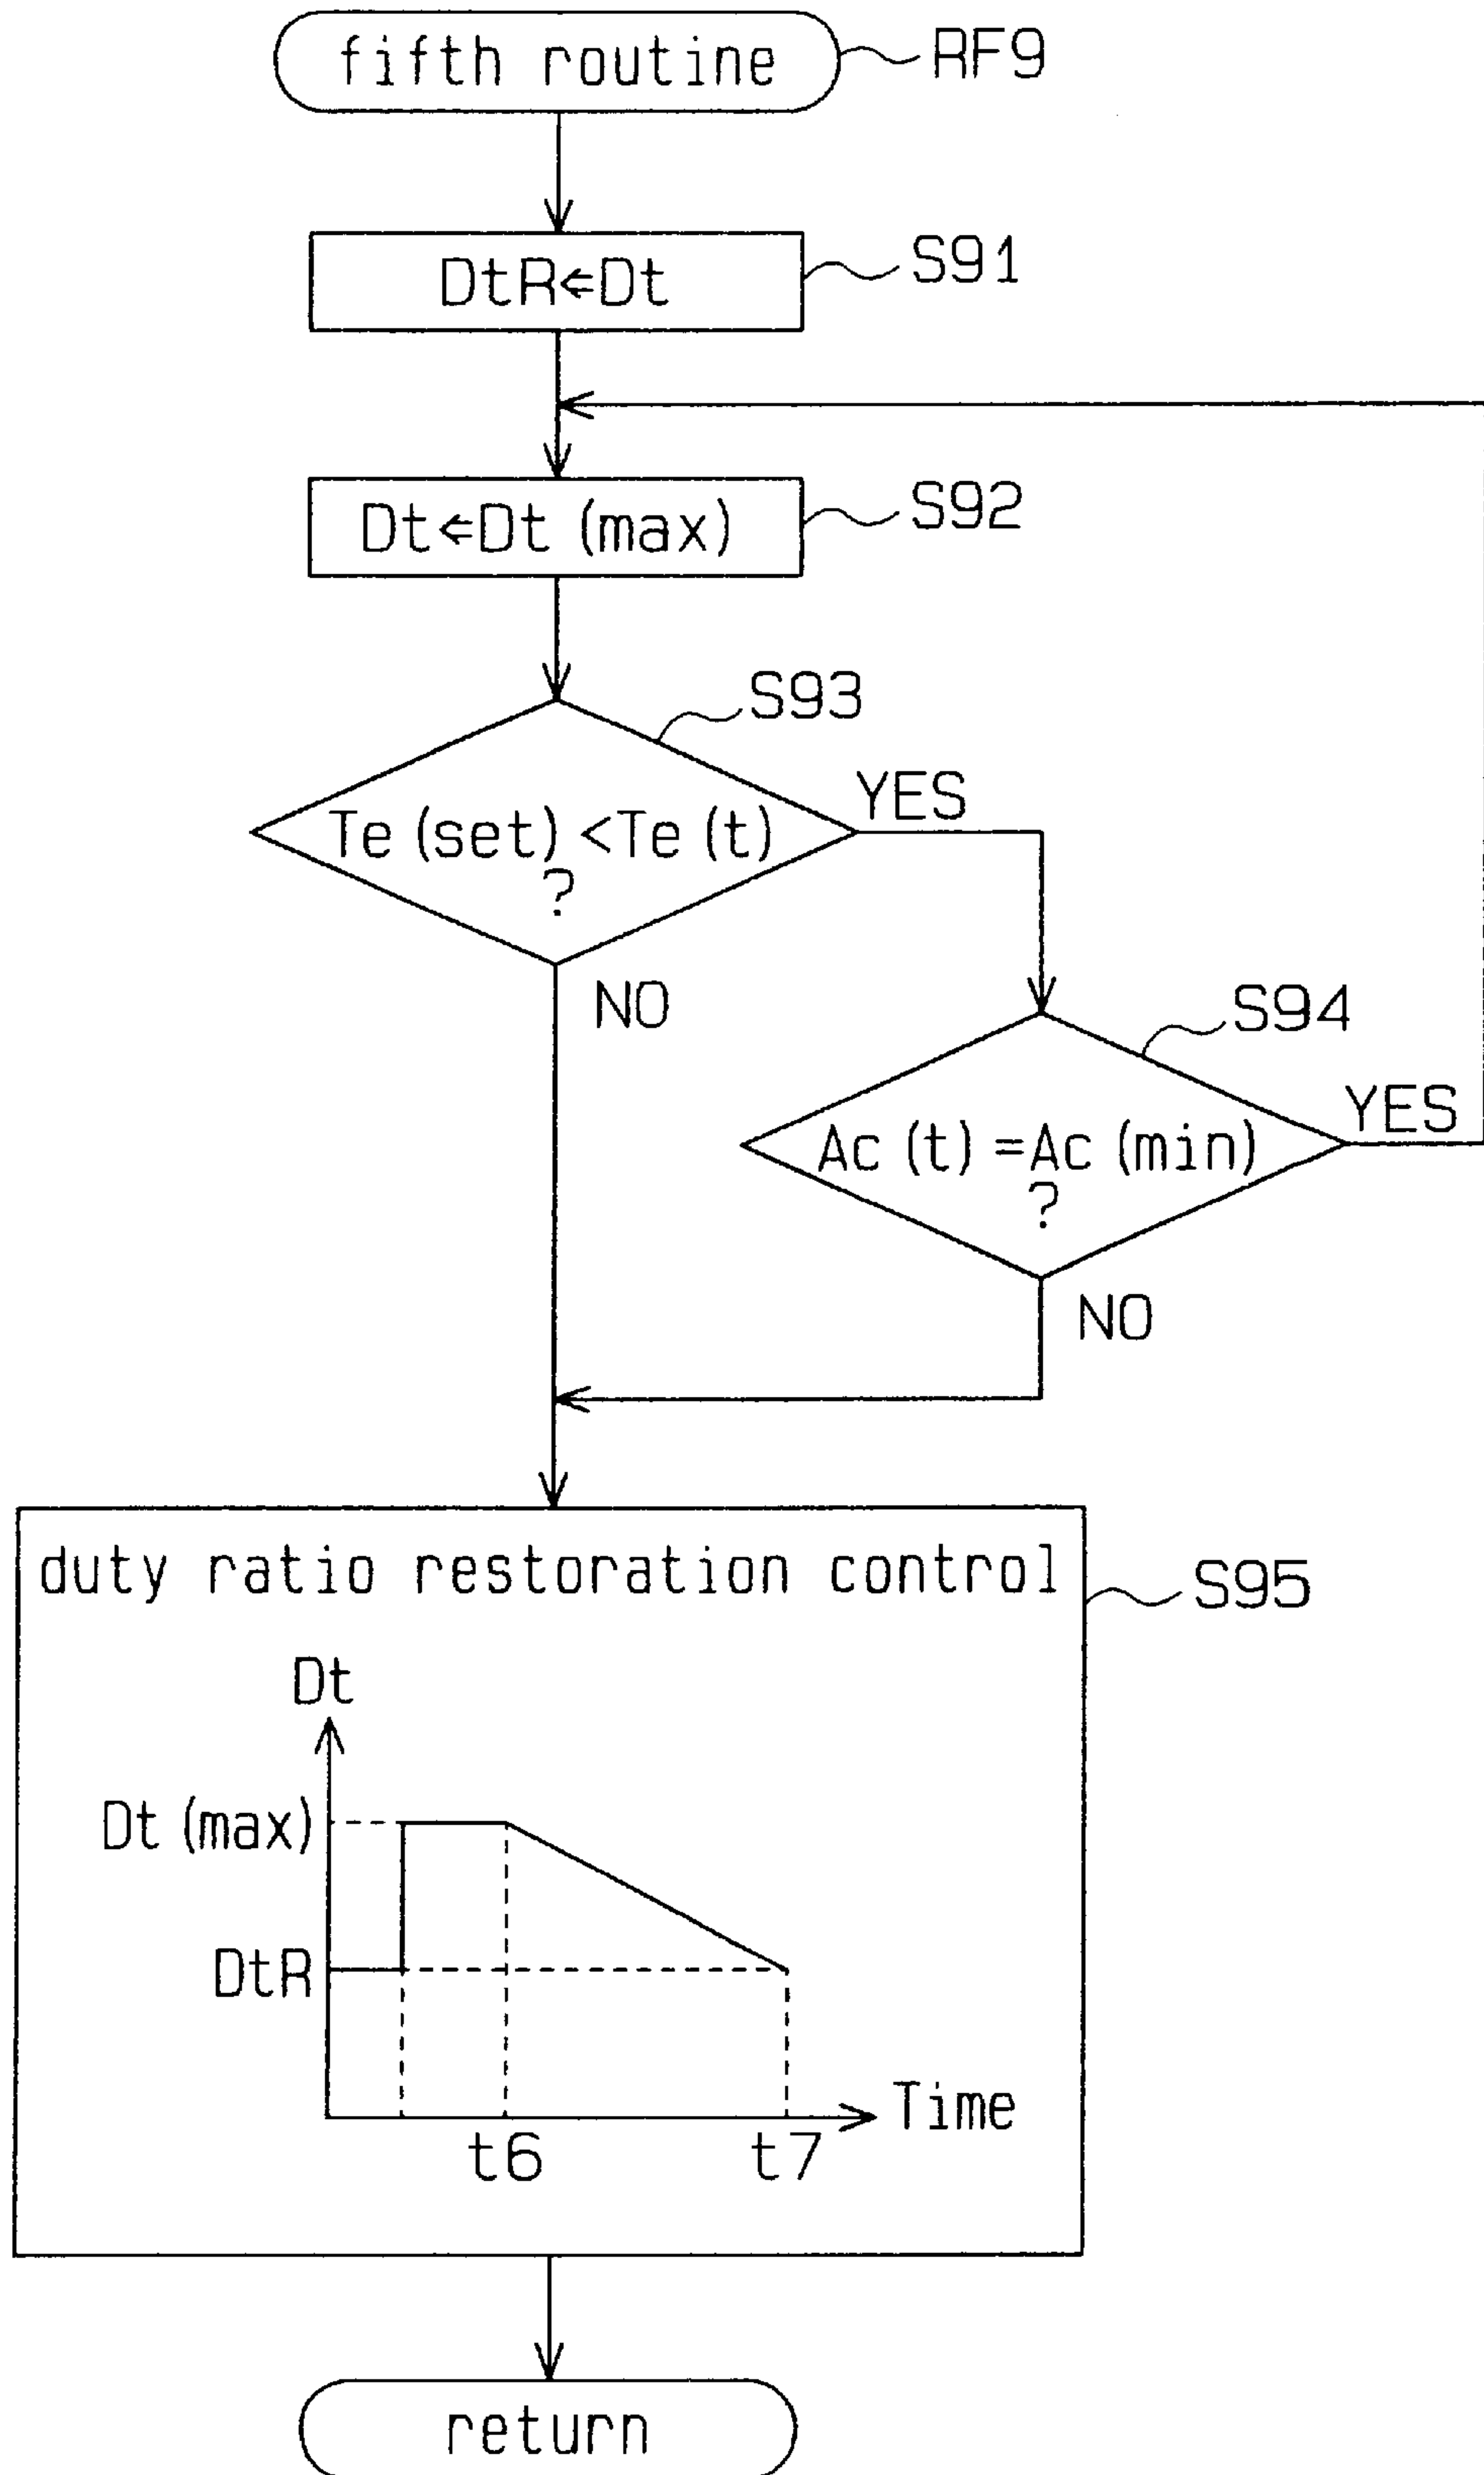 fifth routine
RF9
DtR⇐Dt
S91
Dt⇐Dt (max)
S92
S93
Te (set) <Te (t)
?
YES
NO
S94
Ac (t) =Ac (min)
?
YES
NO
duty ratio restoration control
S95
Dt
Dt (max)
DtR
Time
t6
t7
return